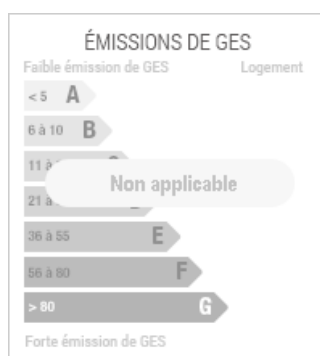 ÉMISSIONS DE GES
Faible émission de GES Logement
< 5 A
6 à 10 B
11 à
Non applicable
21 à
36 à 55 E
56 à 80 F
> 80 G
Forte émission de GES